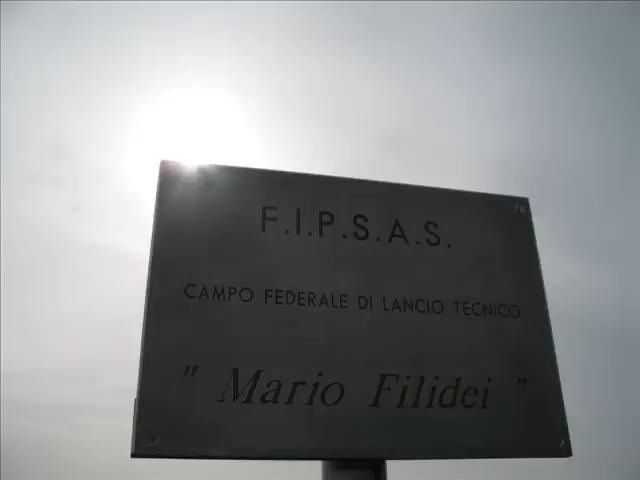 F.I.P.S.A.S.
CAMPO FEDERALE DI LANCIO TECNICO
" Mario Filidei "